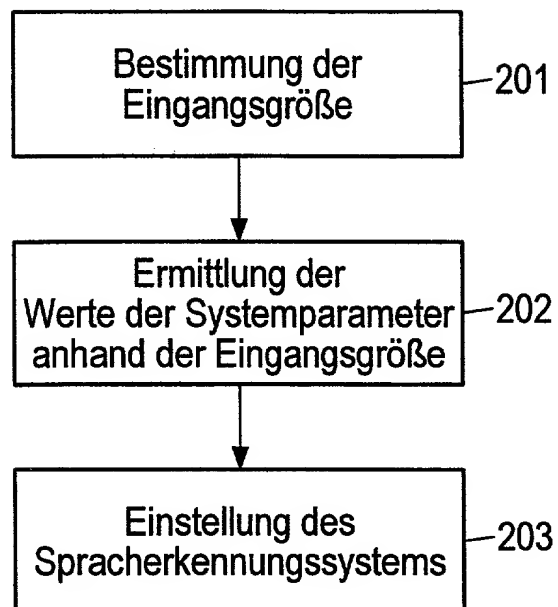 Bestimmung der
Eingangsgröße
201
Ermittlung der
Werte der Systemparameter
anhand der Eingangsgröße
202
Einstellung des
Spracherkennungssystems
203